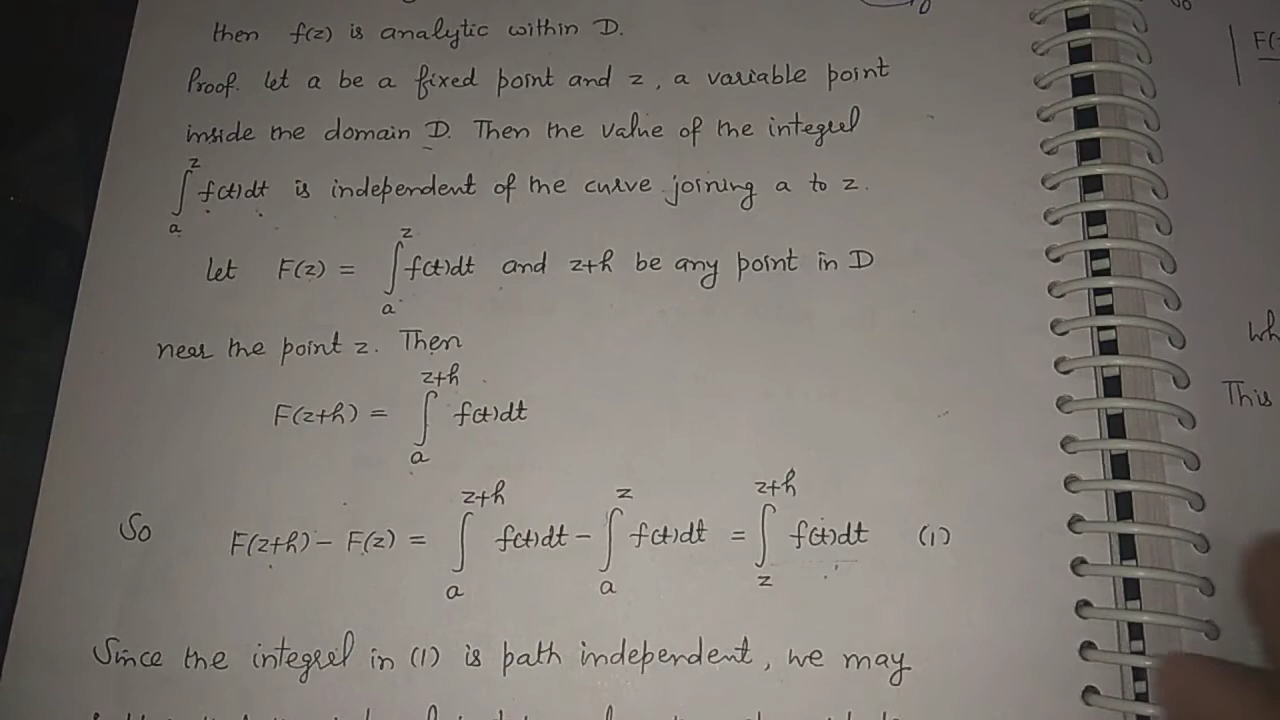 then f(z) is analytic within D.
Proof. Let a be a fixed point and z, a variable point
inside the domain D. Then the value of the integral
∫_a^z f(t)dt is independent of the curve joining a to z.
Let F(z) = ∫_a^z f(t)dt and z+h be any point in D
near the point z. Then
F(z+h) = ∫_a^{z+h} f(t)dt
So F(z+h) - F(z) = ∫_a^{z+h} f(t)dt - ∫_a^z f(t)dt = ∫_z^{z+h} f(t)dt (1)
Since the integral in (1) is path independent, we may
F(
wh
This